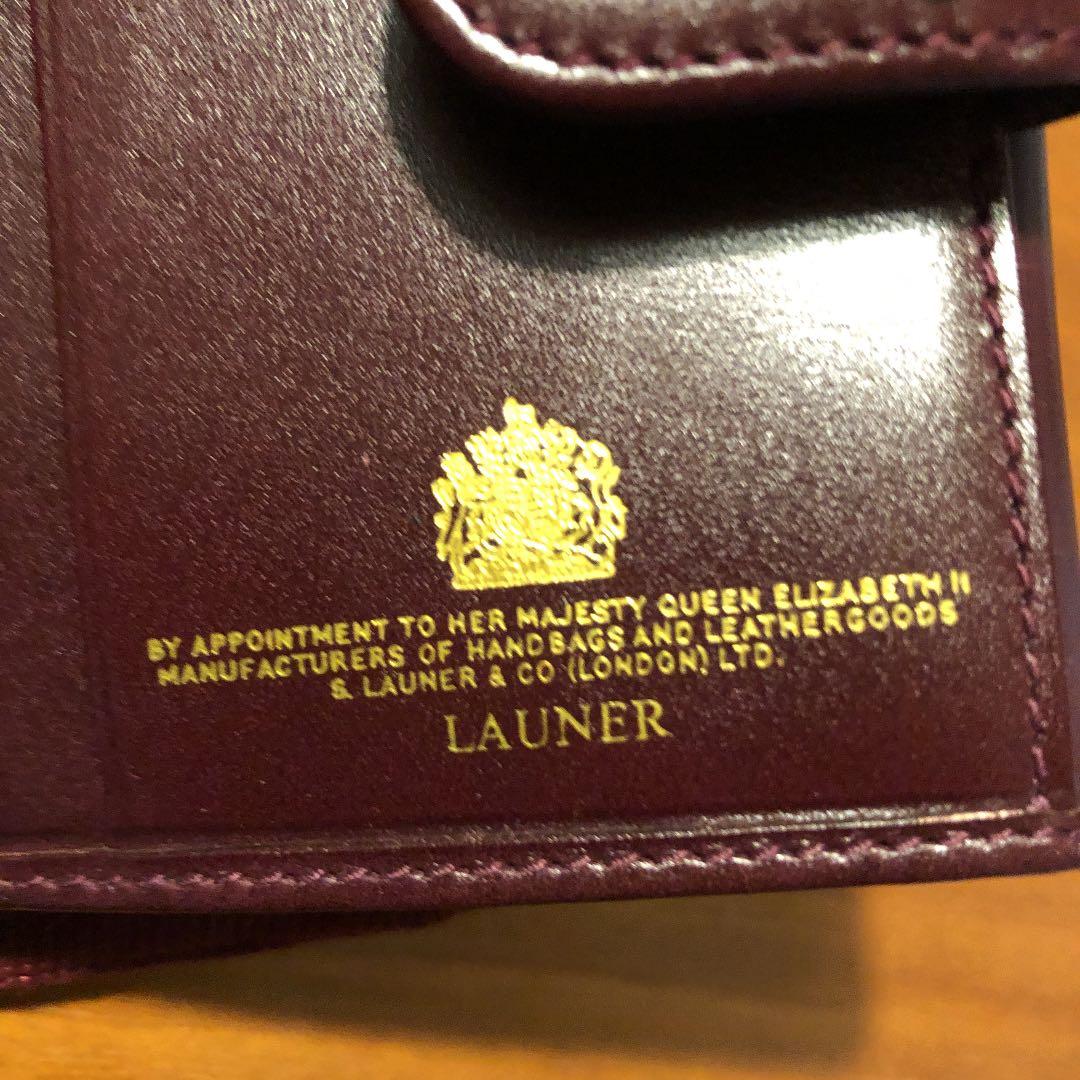 BY APPOINTMENT TO HER MAJESTY QUEEN ELIZABETH II
MANUFACTURERS OF HANDBAGS AND LEATHERGOODS
S. LAUNER & CO (LONDON) LTD.
LAUNER